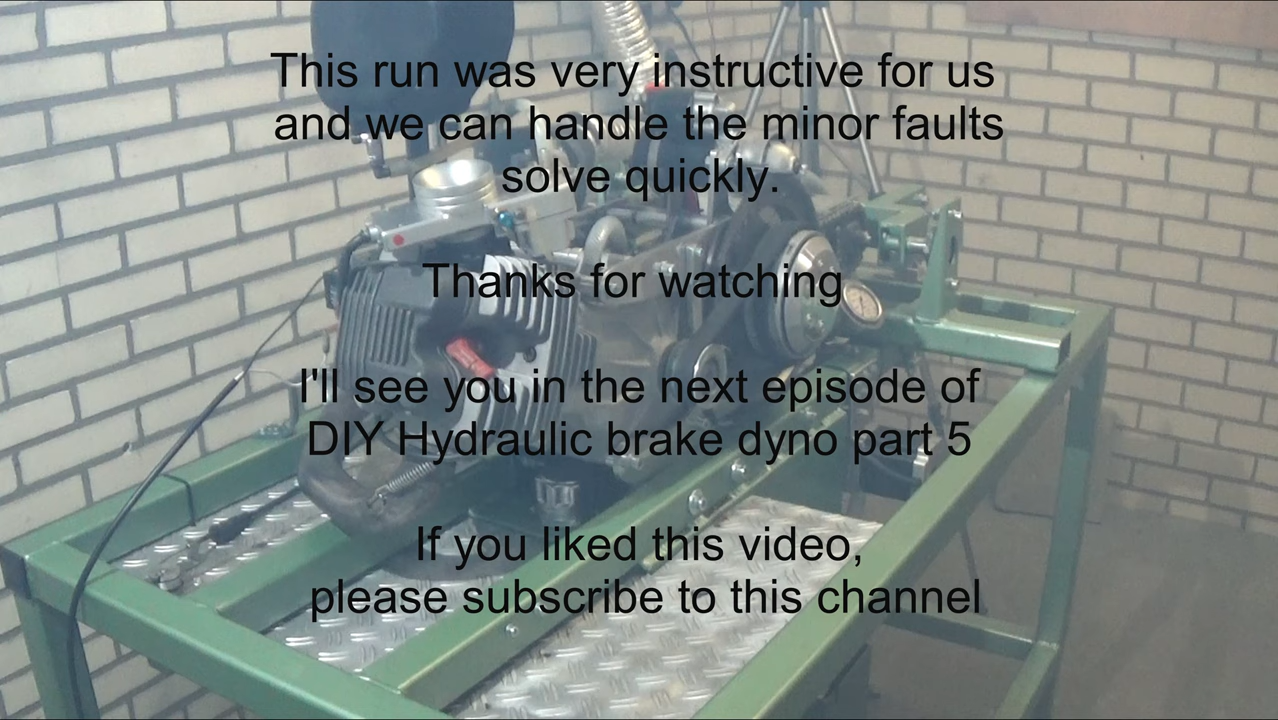 This run was very instructive for us
and we can handle the minor faults
solve quickly.
Thanks for watching
I'll see you in the next episode of
DIY Hydraulic brake dyno part 5
If you liked this video,
please subscribe to this channel